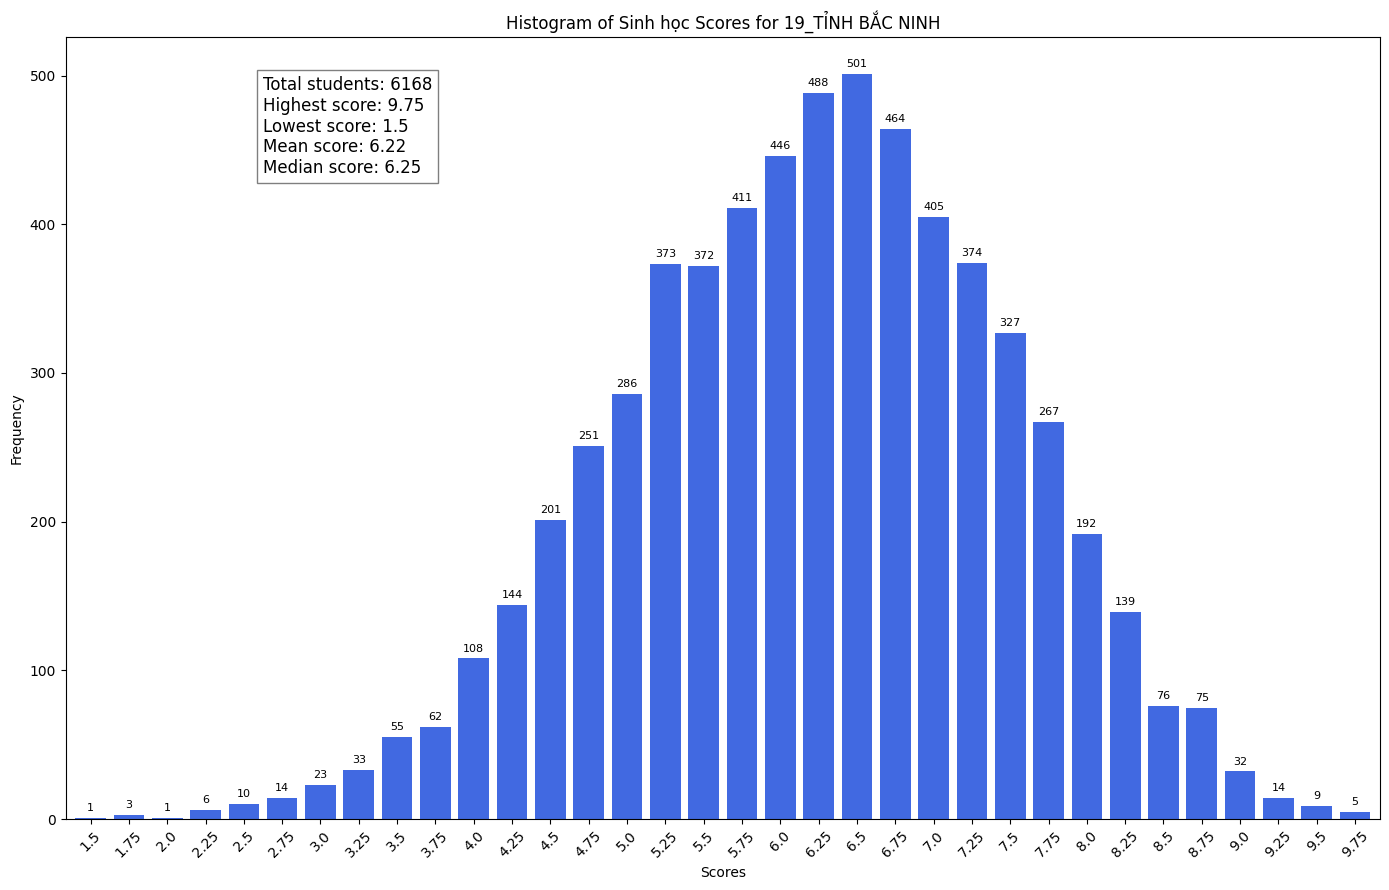 Histogram of Sinh học Scores for 19_TỈNH BẮC NINH
Total students: 6168
Highest score: 9.75
Lowest score: 1.5
Mean score: 6.22
Median score: 6.25
Frequency
500
400
300
200
100
0
1 3 1 6 10 14 23 33 55 62 108 144 201 251 286 373 372 411 446 488 501 464 405 374 327 267 192 139 76 75 32 14 9 5
1.5 1.75 2.0 2.25 2.5 2.75 3.0 3.25 3.5 3.75 4.0 4.25 4.5 4.75 5.0 5.25 5.5 5.75 6.0 6.25 6.5 6.75 7.0 7.25 7.5 7.75 8.0 8.25 8.5 8.75 9.0 9.25 9.5 9.75
Scores